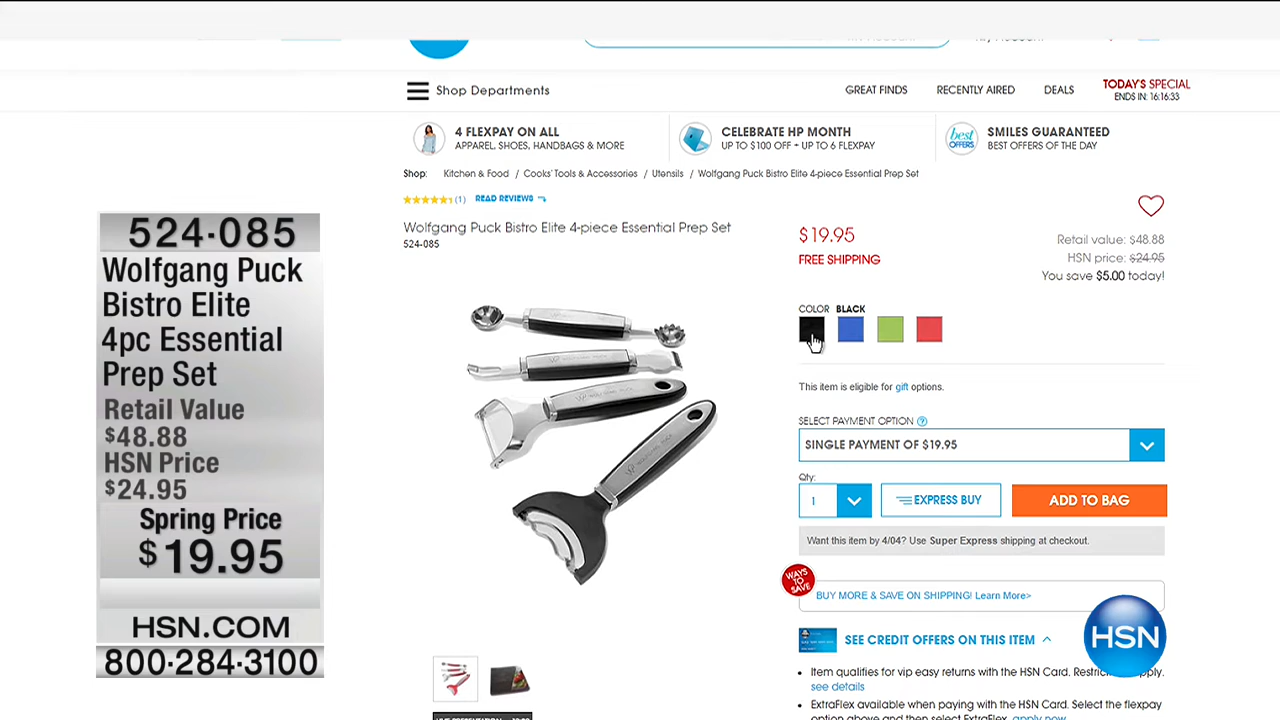 Shop Departments
GREAT FINDS
RECENTLY AIRED
DEALS
TODAY'S SPECIAL
ENDS IN: 16:16:33
4 FLEXPAY ON ALL
APPAREL, SHOES, HANDBAGS & MORE
CELEBRATE HP MONTH
UP TO $100 OFF + UP TO 6 FLEXPAY
best
OFFERS
SMILES GUARANTEED
BEST OFFERS OF THE DAY
Shop: Kitchen & Food / Cooks' Tools & Accessories / Utensils / Wolfgang Puck Bistro Elite 4-piece Essential Prep Set
(1) READ REVIEWS
Wolfgang Puck Bistro Elite 4-piece Essential Prep Set
524-085
$19.95
FREE SHIPPING
Retail value: $48.88
HSN price: $24.95
You save $5.00 today!
COLOR BLACK
This item is eligible for gift options.
SELECT PAYMENT OPTION ?
SINGLE PAYMENT OF $19.95
Qty:
1
EXPRESS BUY
ADD TO BAG
Want this item by 4/04? Use Super Express shipping at checkout.
WAYS
TO
SAVE
BUY MORE & SAVE ON SHIPPING! Learn More>
SEE CREDIT OFFERS ON THIS ITEM
Item qualifies for vip easy returns with the HSN Card.
see details
ExtraFlex available when paying with the HSN Card. Select the flexpay
option above and then select ExtraFlex. apply now
HSN
524-085
Wolfgang Puck
Bistro Elite
4pc Essential
Prep Set
Retail Value
$48.88
HSN Price
$24.95
Spring Price
$19.95
HSN.COM
800-284-3100